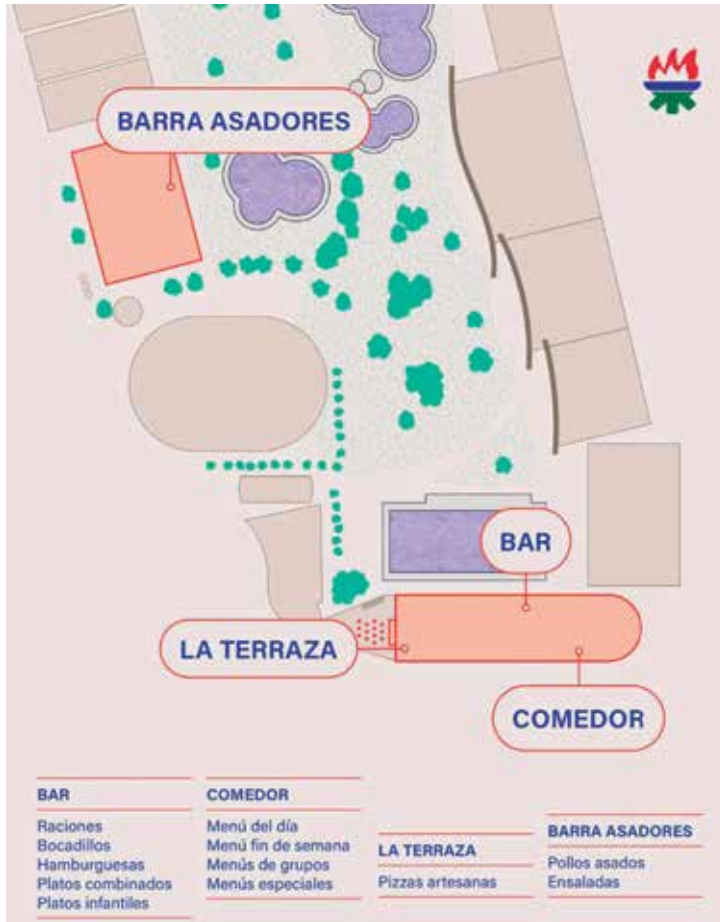 BARRA ASADORES
BAR
LA TERRAZA
COMEDOR
BAR
Raciones
Bocadillos
Hamburguesas
Platos combinados
Platos infantiles
COMEDOR
Menú del día
Menú fin de semana
Menús de grupos
Menús especiales
LA TERRAZA
Pizzas artesanas
BARRA ASADORES
Pollos asados
Ensaladas